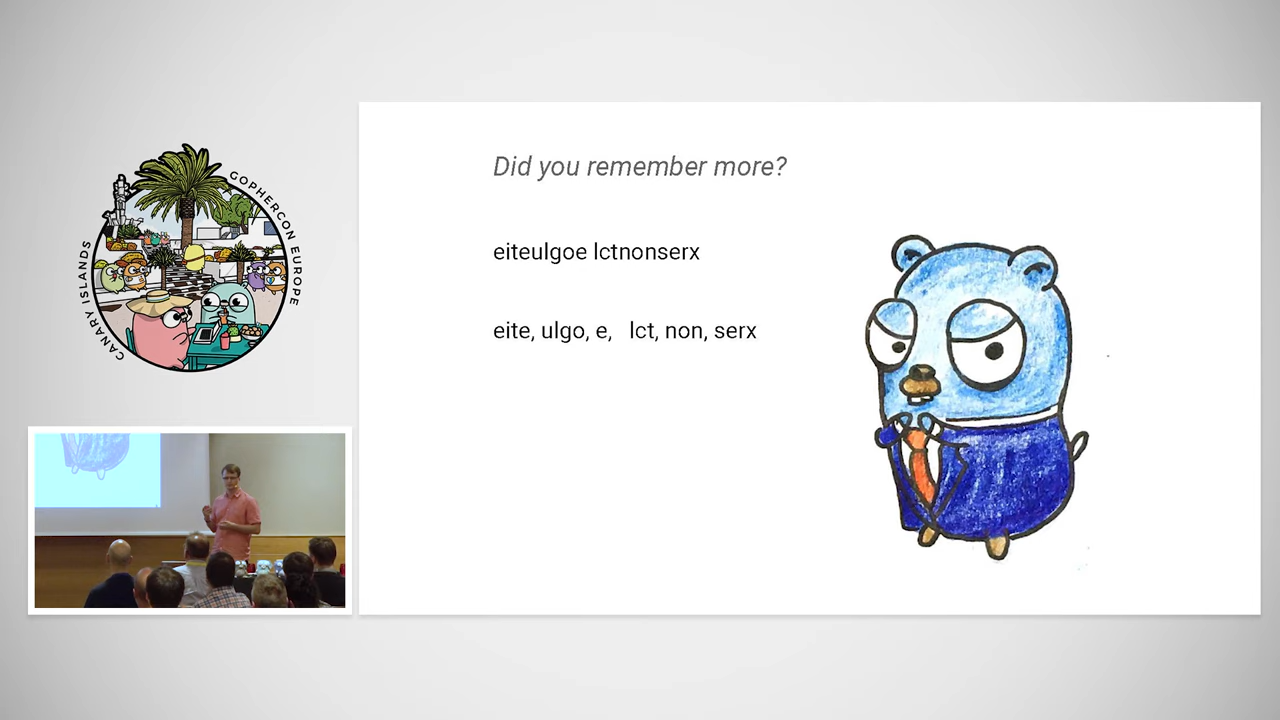 GOPHERCON EUROPE
CANARY ISLANDS
Did you remember more?
eiteulgoe lctnonserx
eite, ulgo, e, lct, non, serx